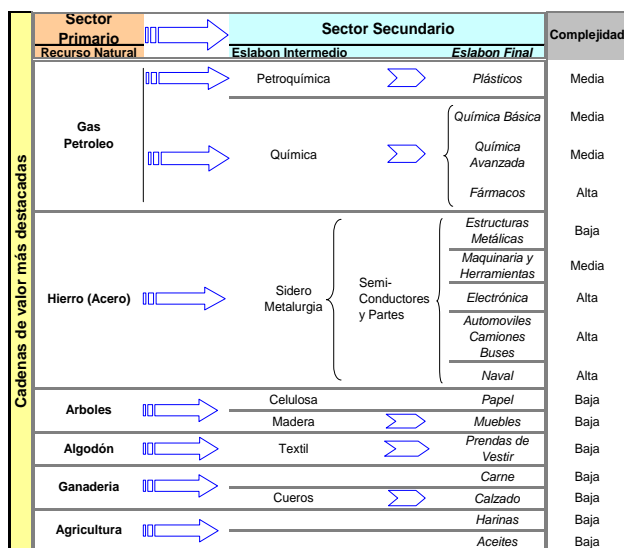 Cadenas de valor más destacadas
Sector
Primario
Recurso Natural
Sector Secundario
Eslabon Intermedio
Eslabon Final
Complejidad
Gas
Petroleo
Petroquímica
Plásticos
Media
Química
Química Básica
Media
Química
Avanzada
Media
Fármacos
Alta
Hierro (Acero)
Sidero
Metalurgia
Semi-
Conductores
y Partes
Estructuras
Metálicas
Baja
Maquinaria y
Herramientas
Media
Electrónica
Alta
Automoviles
Camiones
Buses
Alta
Naval
Alta
Arboles
Celulosa
Papel
Baja
Madera
Muebles
Baja
Algodón
Textil
Prendas de
Vestir
Baja
Ganaderia
Carne
Baja
Cueros
Calzado
Baja
Agricultura
Harinas
Baja
Aceites
Baja